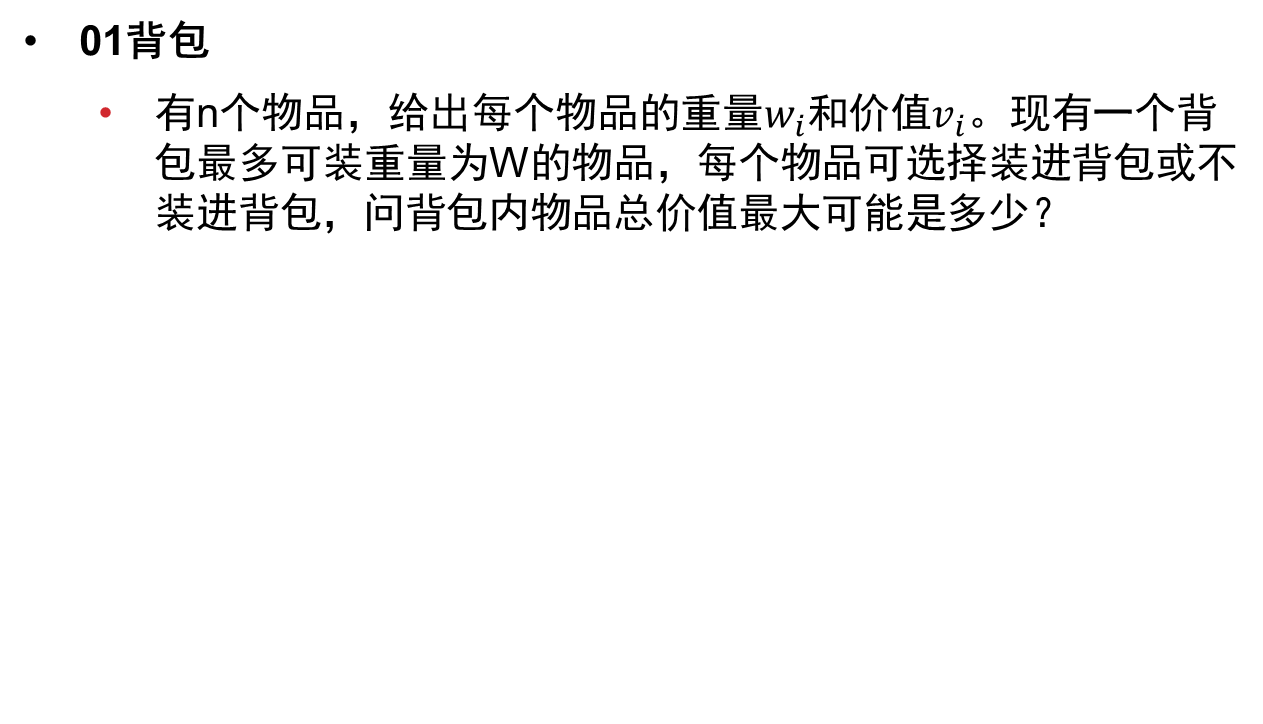 • 01背包
• 有n个物品，给出每个物品的重量𝑤𝑖和价值𝑣𝑖。现有一个背
包最多可装重量为W的物品，每个物品可选择装进背包或不
装进背包，问背包内物品总价值最大可能是多少？